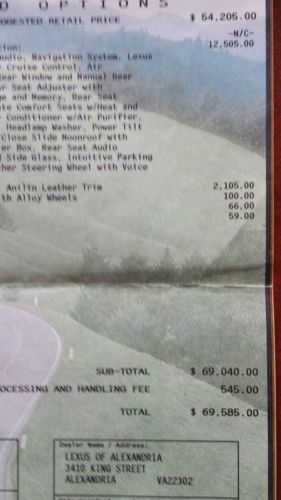 D OPTIONS
GGESTED RETAIL PRICE $ 54,205.00
-N/C-
tion: 12,505.00
Audio, Navigation System, Lexus
Cruise Control, Air
Rear Window and Manual Rear
r Seat Adjuster with
ge and Memory, Rear Seat
ate Comfort Seats w/Heat and
Conditioner w/Air Purifier,
Headlamp Washer, Power Tilt
Close Slide Moonroof with
er Box, Rear Seat Audio
d Side Glass, Intuitive Parking
ther Steering Wheel with Voice
2,105.00
Anilin Leather Trim 100.00
th Alloy Wheels 66.00
59.00
SUB-TOTAL $ 69,040.00
OCESSING AND HANDLING FEE 545.00
TOTAL $ 69,585.00
Dealer Name / Address:
LEXUS OF ALEXANDRIA
3410 KING STREET
ALEXANDRIA VA22302